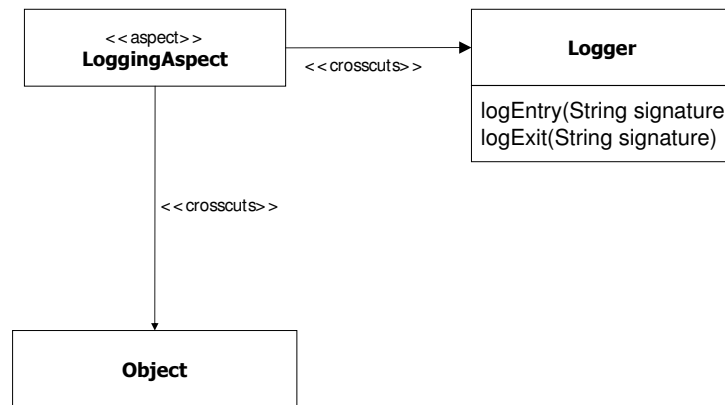 <<aspect>>
LoggingAspect
<<crosscuts>>
Logger
logEntry(String signature
logExit(String signature)
<<crosscuts>>
Object